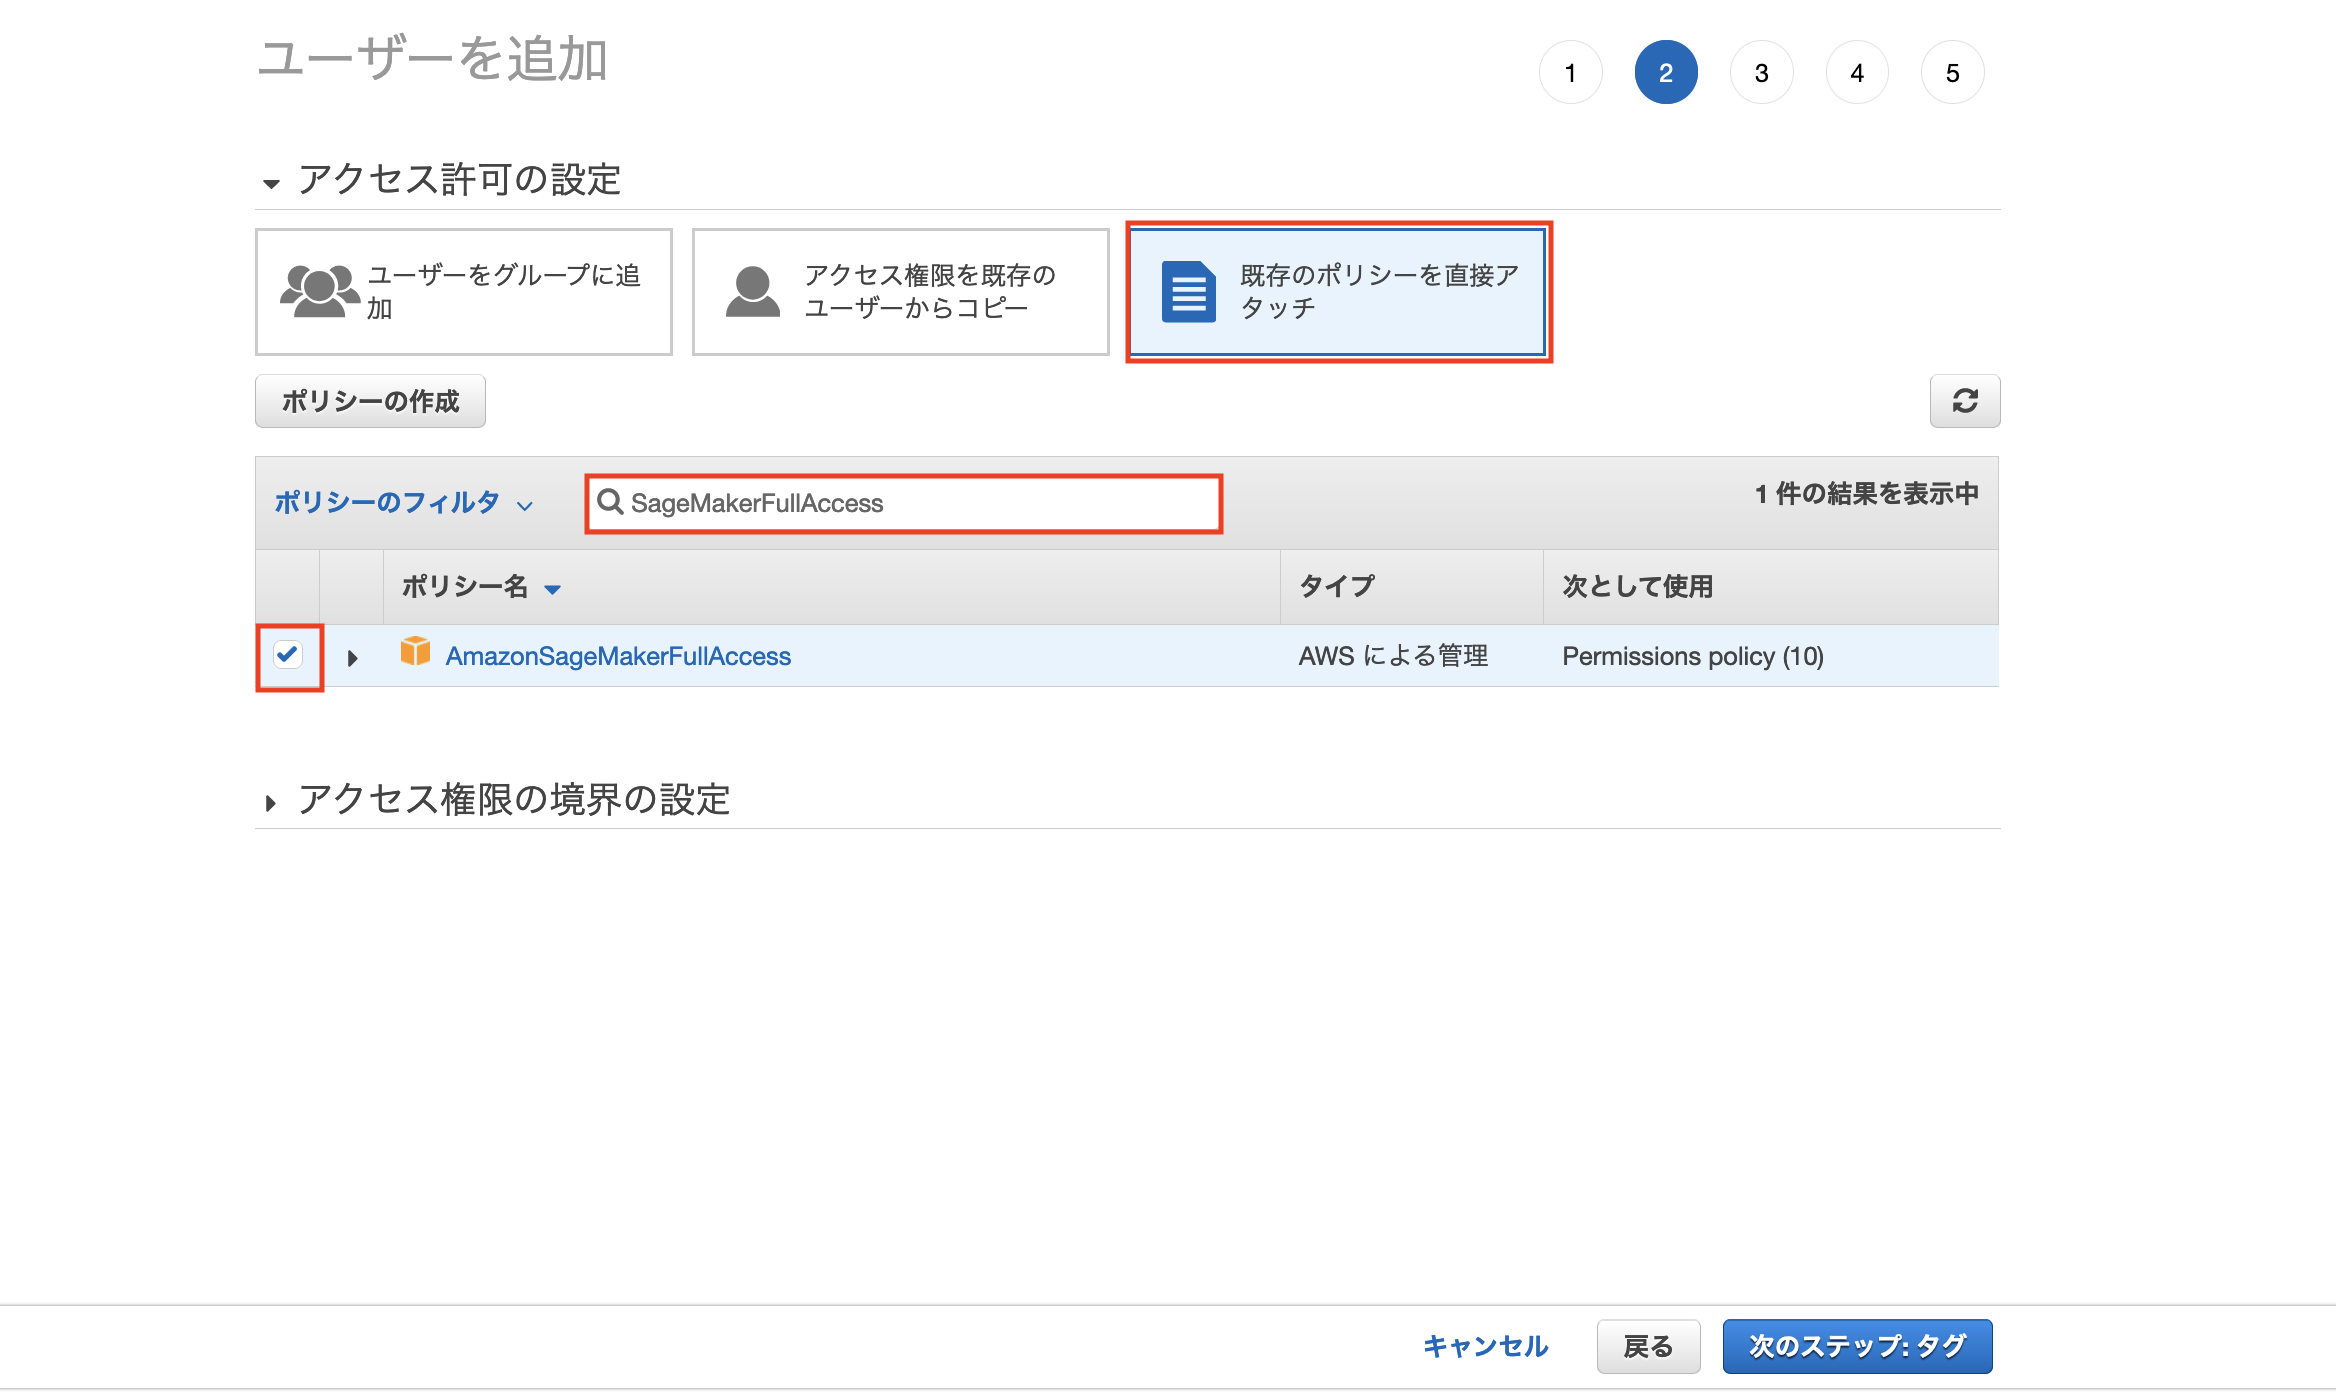 ユーザーを追加
1 2 3 4 5
アクセス許可の設定
ユーザーをグループに追
加
アクセス権限を既存の
ユーザーからコピー
既存のポリシーを直接ア
タッチ
ポリシーの作成
ポリシーのフィルタ
SageMakerFullAccess
1 件の結果を表示中
ポリシー名 タイプ 次として使用
AmazonSageMakerFullAccess AWS による管理 Permissions policy (10)
アクセス権限の境界の設定
キャンセル 戻る 次のステップ: タグ